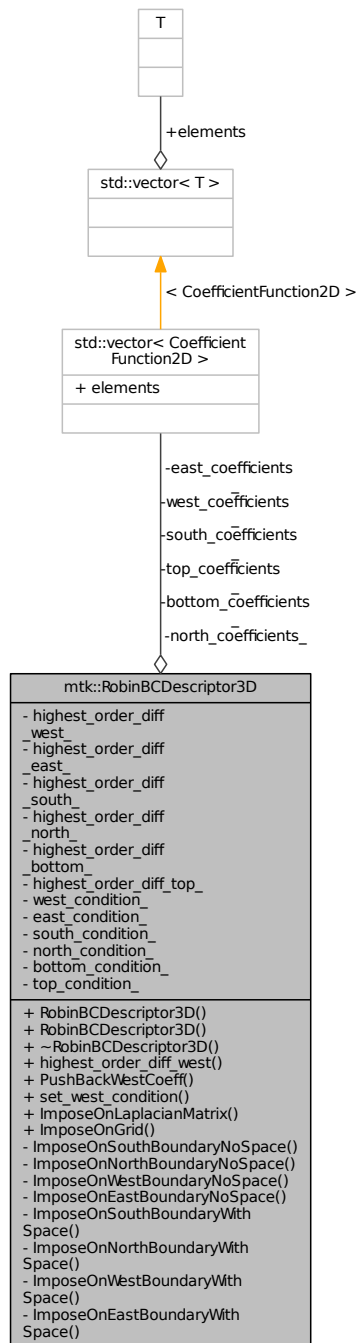 T
+elements
std::vector< T >
< CoefficientFunction2D >
std::vector< Coefficient
Function2D >
+ elements
-east_coefficients
_
-west_coefficients
_
-south_coefficients
_
-top_coefficients
_
-bottom_coefficients
_
-north_coefficients_
mtk::RobinBCDescriptor3D
- highest_order_diff
_west_
- highest_order_diff
_east_
- highest_order_diff
_south_
- highest_order_diff
_north_
- highest_order_diff
_bottom_
- highest_order_diff_top_
- west_condition_
- east_condition_
- south_condition_
- north_condition_
- bottom_condition_
- top_condition_
+ RobinBCDescriptor3D()
+ RobinBCDescriptor3D()
+ ~RobinBCDescriptor3D()
+ highest_order_diff_west()
+ PushBackWestCoeff()
+ set_west_condition()
+ ImposeOnLaplacianMatrix()
+ ImposeOnGrid()
- ImposeOnSouthBoundaryNoSpace()
- ImposeOnNorthBoundaryNoSpace()
- ImposeOnWestBoundaryNoSpace()
- ImposeOnEastBoundaryNoSpace()
- ImposeOnSouthBoundaryWith
Space()
- ImposeOnNorthBoundaryWith
Space()
- ImposeOnWestBoundaryWith
Space()
- ImposeOnEastBoundaryWith
Space()